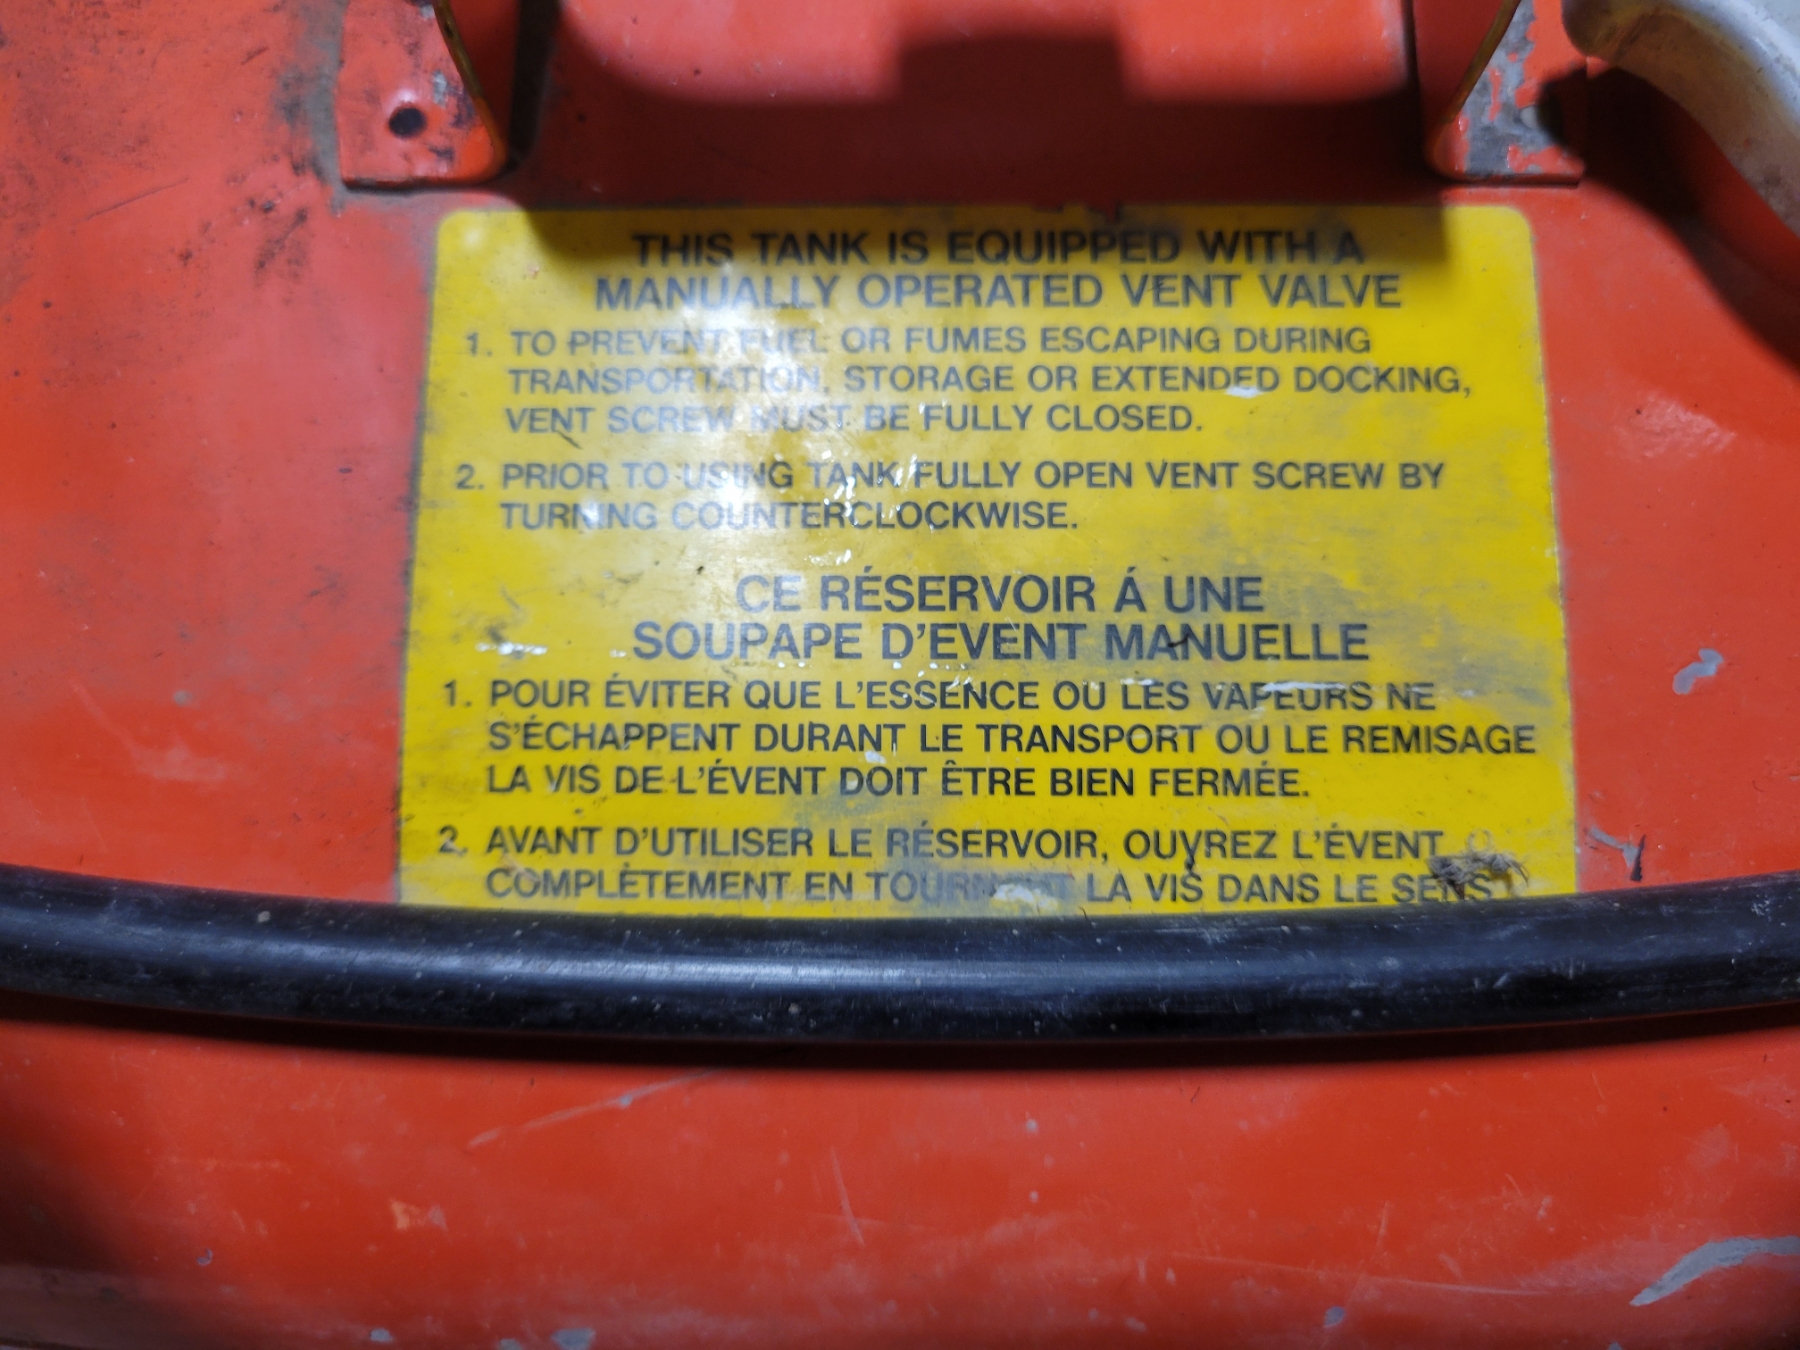 THIS TANK IS EQUIPPED WITH A
MANUALLY OPERATED VENT VALVE
1. TO PREVENT FUEL OR FUMES ESCAPING DURING
TRANSPORTATION, STORAGE OR EXTENDED DOCKING,
VENT SCREW MUST BE FULLY CLOSED.
2. PRIOR TO USING TANK FULLY OPEN VENT SCREW BY
TURNING COUNTERCLOCKWISE.
CE RÉSERVOIR Á UNE
SOUPAPE D'EVENT MANUELLE
1. POUR ÉVITER QUE L'ESSENCE OU LES VAPEURS NE
S'ÉCHAPPENT DURANT LE TRANSPORT OU LE REMISAGE
LA VIS DE L'ÉVENT DOIT ÊTRE BIEN FERMÉE.
2. AVANT D'UTILISER LE RÉSERVOIR, OUVREZ L'ÉVENT
COMPLÈTEMENT EN TOURNANT LA VIS DANS LE SENS